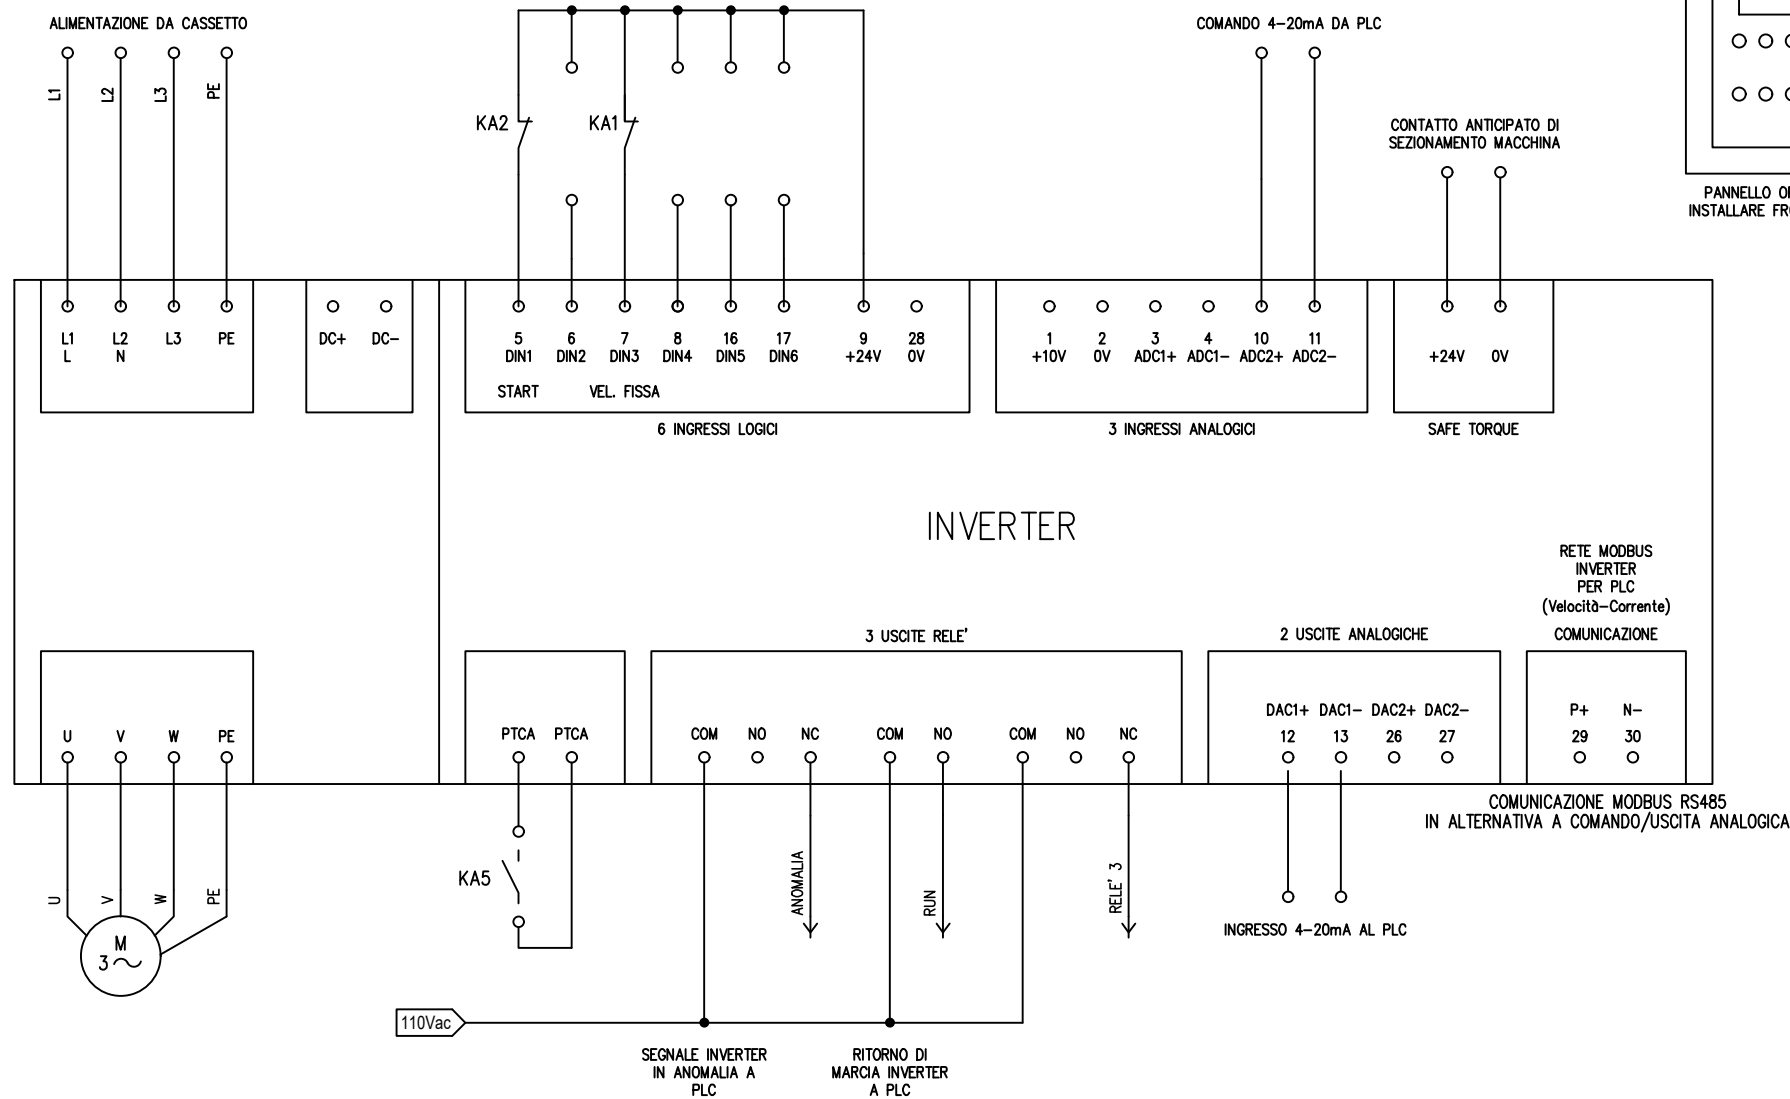 ALIMENTAZIONE DA CASSETTO
COMANDO 4-20mA DA PLC
L1
L2
L3
PE
KA2
KA1
CONTATTO ANTICIPATO DI
SEZIONAMENTO MACCHINA
PANNELLO
INSTALLARE
L1 L2 L3 PE
L N
DC+ DC-
5 6 7 8 16 17 9 28
DIN1 DIN2 DIN3 DIN4 DIN5 DIN6 +24V 0V
START VEL. FISSA
1 2 3 4 10 11
+10V 0V ADC1+ ADC1- ADC2+ ADC2-
+24V 0V
6 INGRESSI LOGICI
3 INGRESSI ANALOGICI
SAFE TORQUE
INVERTER
RETE MODBUS
INVERTER
PER PLC
(Velocità-Corrente)
3 USCITE RELE'
2 USCITE ANALOGICHE
COMUNICAZIONE
U V W PE
PTCA PTCA
COM NO NC COM NO COM NO NC
DAC1+ DAC1- DAC2+ DAC2-
12 13 26 27
P+ N-
29 30
COMUNICAZIONE MODBUS RS485
IN ALTERNATIVA A COMANDO/USCITA ANALOGICA
U
V
W
PE
KA5
ANOMALIA
RUN
RELE' 3
INGRESSO 4-20mA AL PLC
M
3
110Vac
SEGNALE INVERTER
IN ANOMALIA A
PLC
RITORNO DI
MARCIA INVERTER
A PLC